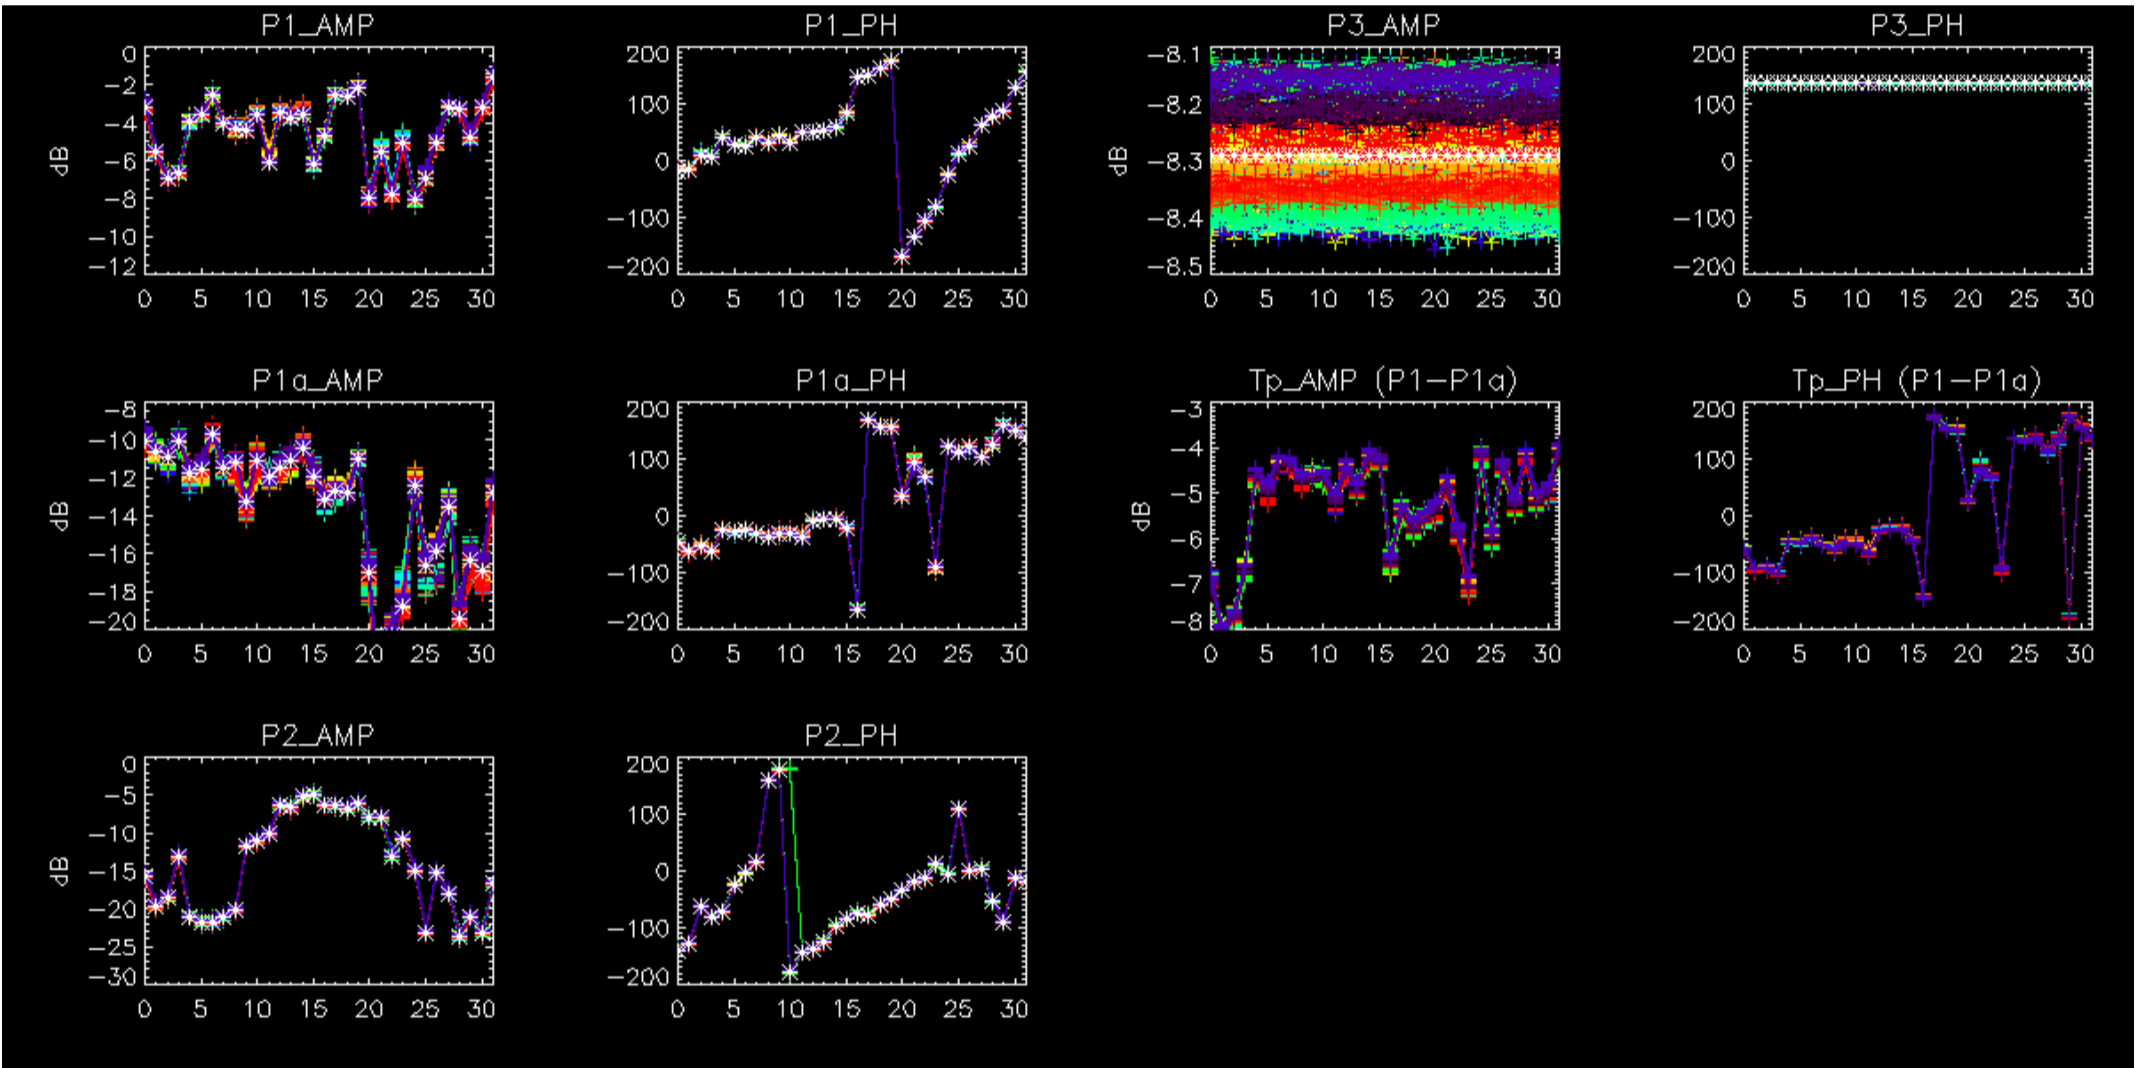 P1_AMP
P1_PH
P3_AMP
P3_PH
0
−2
−4
−6
−8
−10
−12
dB
0 5 10 15 20 25 30
200
100
0
−100
−200
0 5 10 15 20 25 30
−8.1
−8.2
−8.3
−8.4
−8.5
dB
0 5 10 15 20 25 30
200
100
0
−100
−200
0 5 10 15 20 25 30
P1a_AMP
P1a_PH
Tp_AMP (P1−P1a)
Tp_PH (P1−P1a)
−8
−10
−12
−14
−16
−18
−20
dB
0 5 10 15 20 25 30
200
100
0
−100
−200
0 5 10 15 20 25 30
−3
−4
−5
−6
−7
−8
dB
0 5 10 15 20 25 30
200
100
0
−100
−200
0 5 10 15 20 25 30
P2_AMP
P2_PH
0
−5
−10
−15
−20
−25
−30
dB
0 5 10 15 20 25 30
200
100
0
−100
−200
0 5 10 15 20 25 30